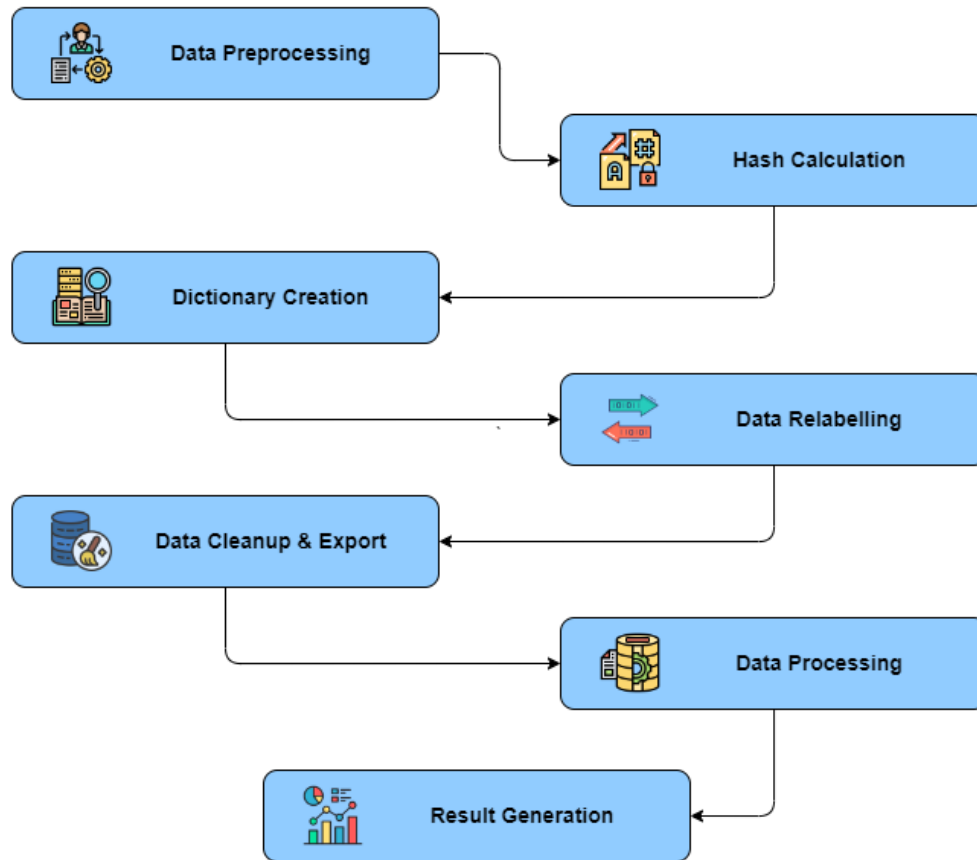 Data Preprocessing
Hash Calculation
Dictionary Creation
Data Relabelling
Data Cleanup & Export
Data Processing
Result Generation